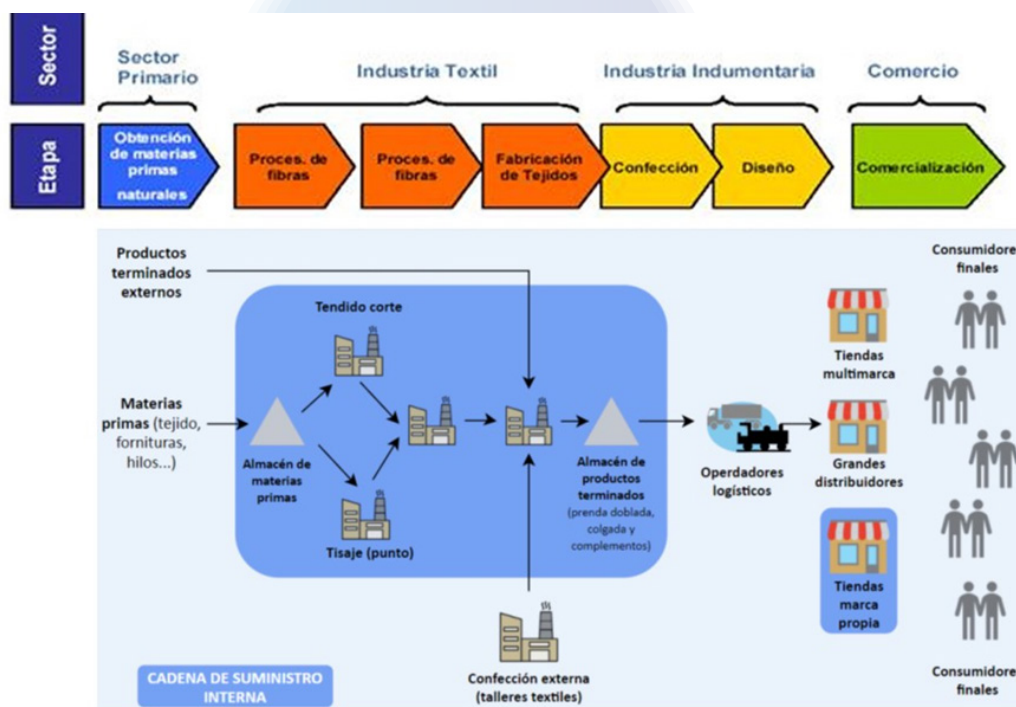 Sector
Sector
Primario
Industria Textil
Industria Indumentaria
Comercio
Etapa
Obtención
de materias
primas
naturales
Proces. de
fibras
Proces. de
fibras
Fabricación
de Tejidos
Confección
Diseño
Comercialización
Productos
terminados
externos
Consumidore
finales
Tendido corte
Tiendas
multimarca
Materias
primas (tejido,
fornituras,
hilos...)
Almacén de
materias
primas
Almacén de
productos
terminados
(prenda doblada,
colgada y
complementos)
Operdadores
logísticos
Grandes
distribuidores
Tisaje (punto)
Tiendas
marca
propia
CADENA DE SUMINISTRO
INTERNA
Confección externa
(talleres textiles)
Consumidore
finales